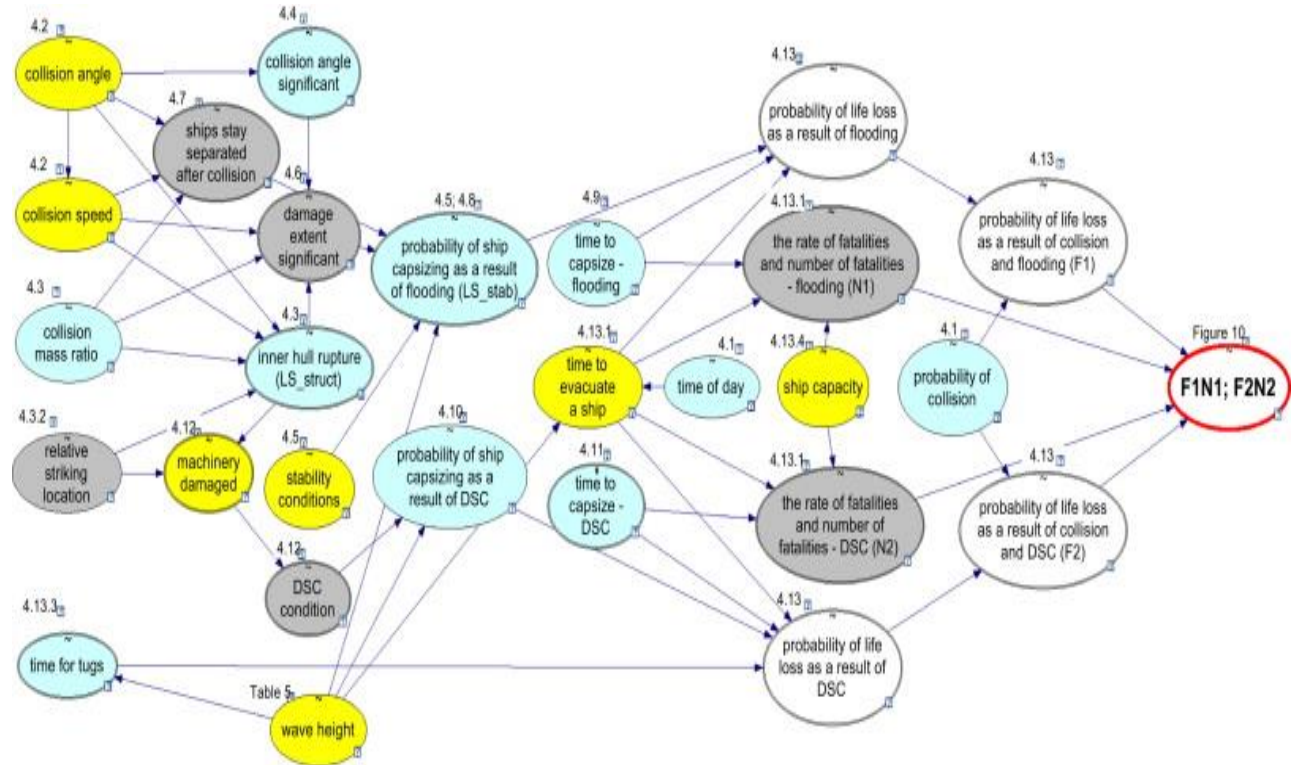 4.2
collision angle
4.4
collision angle
significant
4.7
ships stay
separated
after collision
4.2
collision speed
4.6
damage
extent
significant
4.5; 4.8
probability of ship
capsizing as a result
of flooding (LS_stab)
4.3
collision
mass ratio
4.3
inner hull rupture
(LS_struct)
4.3.2
relative
striking
location
4.12
machinery
damaged
4.5
stability
conditions
4.10
probability of ship
capsizing as a
result of DSC
4.12
DSC
condition
4.13.3
time for tugs
Table 5
wave height
4.13
probability of life loss
as a result of flooding
4.9
time to
capsize -
flooding
4.13.1
the rate of fatalities
and number of fatalities
- flooding (N1)
4.13
probability of life loss
as a result of collision
and flooding (F1)
4.13.1
time to
evacuate
a ship
4.1
time of day
4.13.4
ship capacity
4.1
probability of
collision
Figure 10
F1N1; F2N2
4.11
time to
capsize -
DSC
4.13.1
the rate of fatalities
and number of
fatalities - DSC (N2)
4.13
probability of life loss
as a result of collision
and DSC (F2)
4.13
probability of life
loss as a result of
DSC